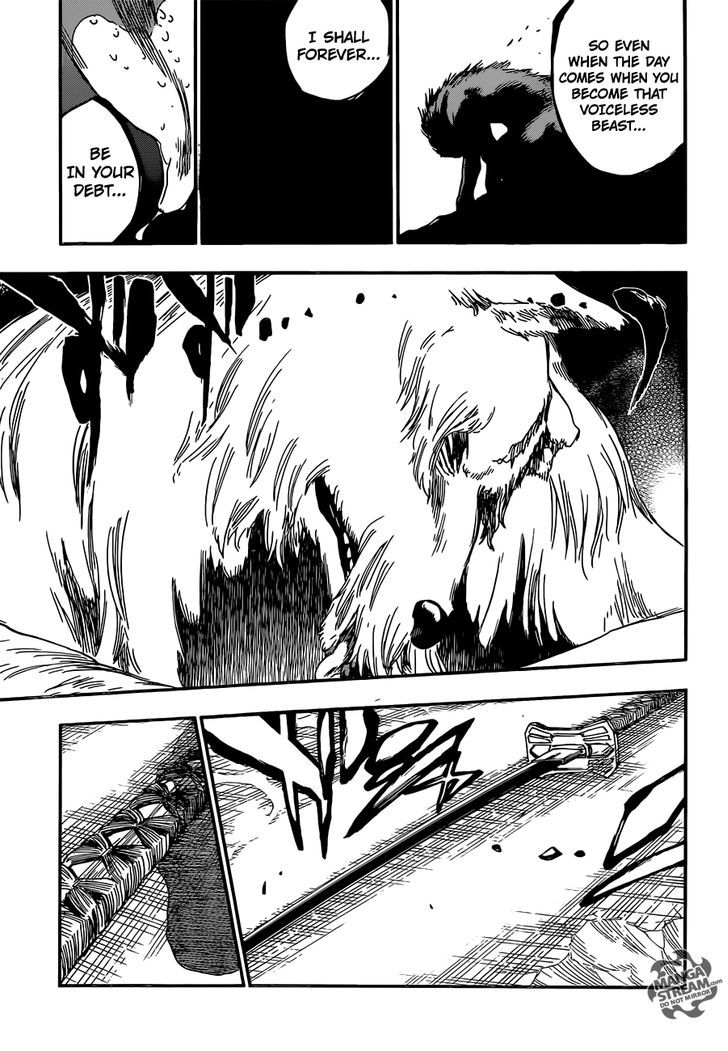 SO EVEN
WHEN THE DAY
COMES WHEN YOU
BECOME THAT
VOICELESS
BEAST...
I SHALL
FOREVER...
BE
IN YOUR
DEBT...
MANGA
STREAM.COM
DO NOT MIRROR